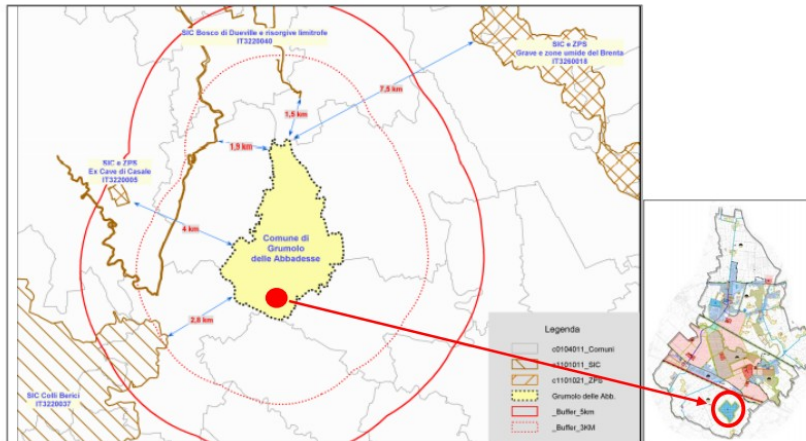 SIC Bosco di Dueville e risorgive limitrofe
IT3220040
SIC e ZPS
Grave e zone umide del Brenta
IT3260018
7,5 km
1,5 km
1,9 km
SIC e ZPS
Ex Cave di Casale
IT3220005
4 km
Comune di
Grumolo
delle Abbadesse
2,8 km
SIC Colli Berici
IT3220037
Legenda
c0104011_Comuni
c1101011_SIC
c1101021_ZPS
Grumolo delle Abb.
_Buffer_5km
_Buffer_3KM